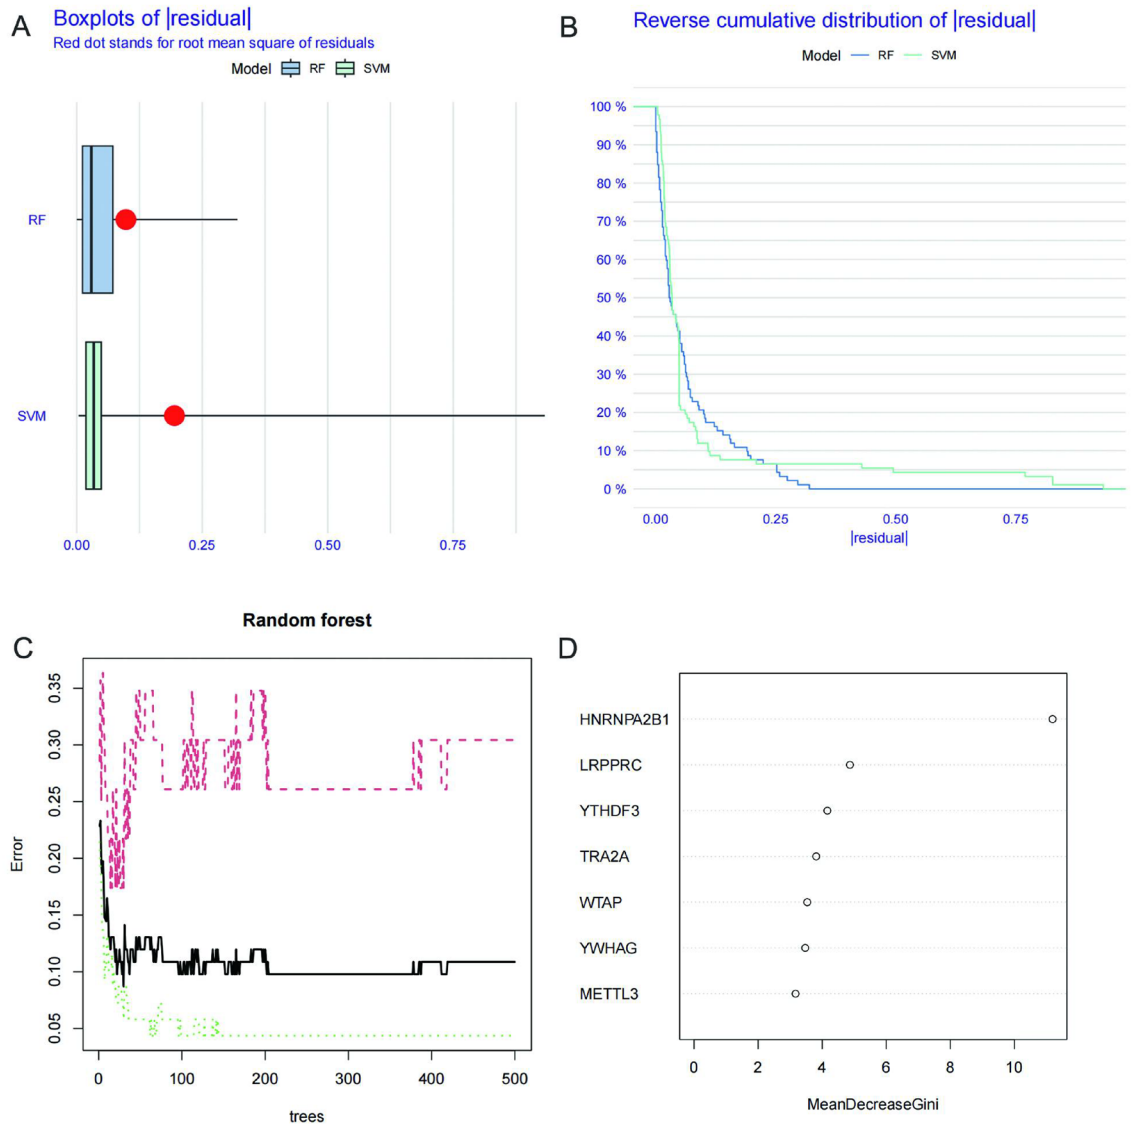 A
Boxplots of |residual|
Red dot stands for root mean square of residuals
Model RF SVM
RF
SVM
0.00 0.25 0.50 0.75
B
Reverse cumulative distribution of |residual|
Model RF SVM
100 %
90 %
80 %
70 %
60 %
50 %
40 %
30 %
20 %
10 %
0 %
0.00 0.25 0.50 0.75
|residual|
C
Random forest
Error
0.35
0.30
0.25
0.20
0.15
0.10
0.05
0 100 200 300 400 500
trees
D
HNRNPA2B1
LRPPRC
YTHDF3
TRA2A
WTAP
YWHAG
METTL3
0 2 4 6 8 10
MeanDecreaseGini